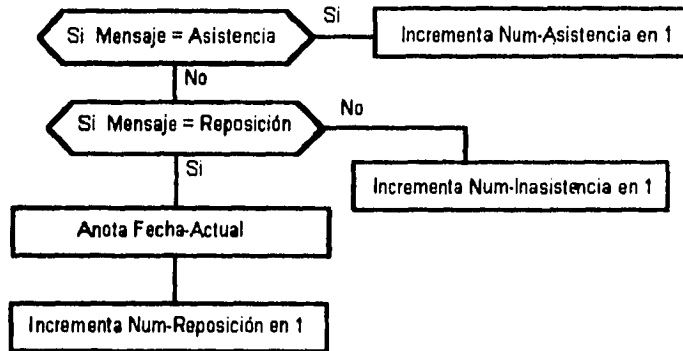 Si
Si Mensaje = Asistencia
Incrementa Num-Asistencia en 1
No
No
Si Mensaje = Reposición
Si
Incrementa Num-Inasistencia en 1
Anota Fecha-Actual
Incrementa Num-Reposición en 1